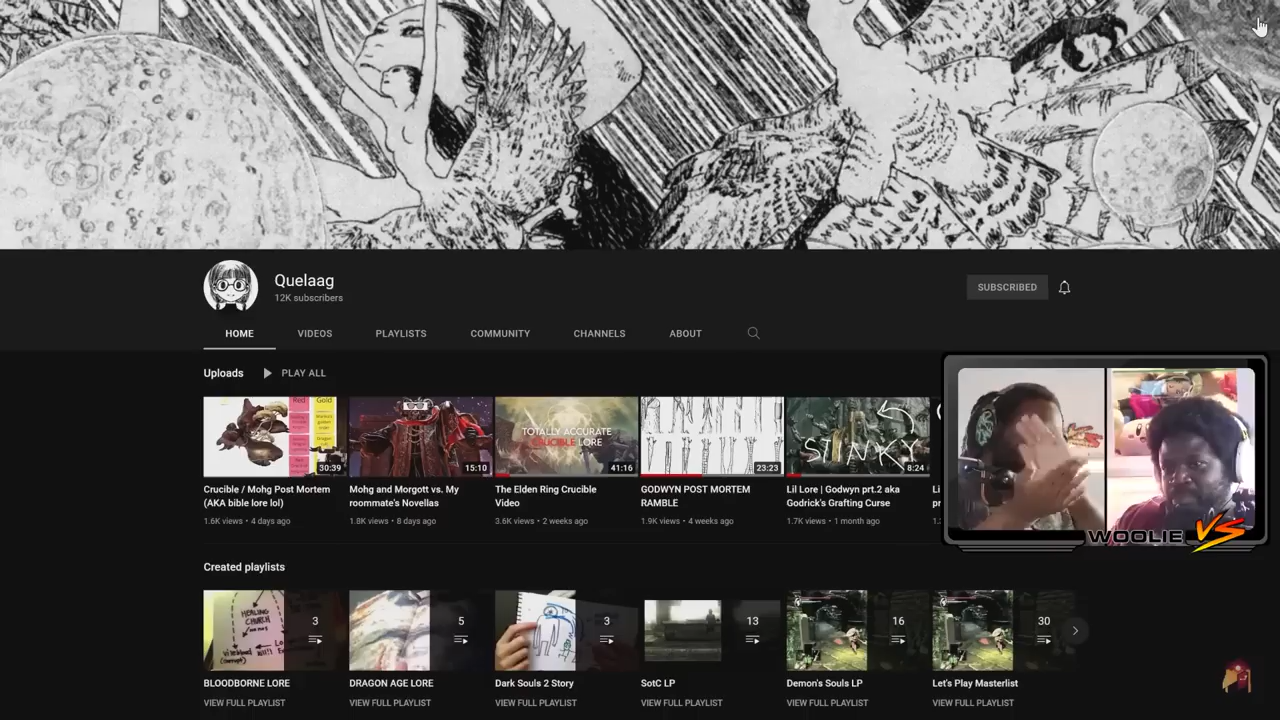 Quelaag
12K subscribers
SUBSCRIBED
HOME VIDEOS PLAYLISTS COMMUNITY CHANNELS ABOUT
Uploads PLAY ALL
Red Gold
30:39
15:10
TOTALLY ACCURATE
CRUCIBLE LORE
41:16
23:23
STINKY
8:24
Crucible / Mohg Post Mortem
(AKA bible lore lol)
1.6K views • 4 days ago
Mohg and Morgott vs. My
roommate's Novellas
1.8K views • 8 days ago
The Elden Ring Crucible
Video
3.6K views • 2 weeks ago
GODWYN POST MORTEM
RAMBLE
1.9K views • 4 weeks ago
Lil Lore | Godwyn prt.2 aka
Godrick's Grafting Curse
1.7K views • 1 month ago
WOOLIE VS
Created playlists
HEALING
CHURCH
3
5
3
13
16
30
BLOODBORNE LORE
VIEW FULL PLAYLIST
DRAGON AGE LORE
VIEW FULL PLAYLIST
Dark Souls 2 Story
VIEW FULL PLAYLIST
SotC LP
VIEW FULL PLAYLIST
Demon's Souls LP
VIEW FULL PLAYLIST
Let's Play Masterlist
VIEW FULL PLAYLIST